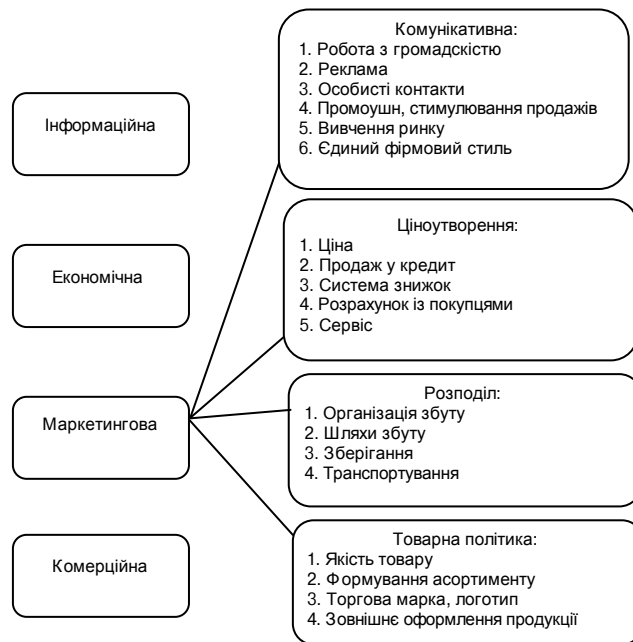 Інформаційна
Економічна
Маркетингова
Комерційна
Комунікативна:
1. Робота з громадскістю
2. Реклама
3. Особисті контакти
4. Промоушн, стимулювання продажів
5. Вивчення ринку
6. Єдиний фірмовий стиль
Ціноутворення:
1. Ціна
2. Продаж у кредит
3. Система знижок
4. Розрахунок із покупцями
5. Сервіс
Розподіл:
1. Організація збуту
2. Шляхи збуту
3. Зберігання
4. Транспортування
Товарна політика:
1. Якість товару
2. Формування асортименту
3. Торгова марка, логотип
4. Зовнішнє оформлення продукції